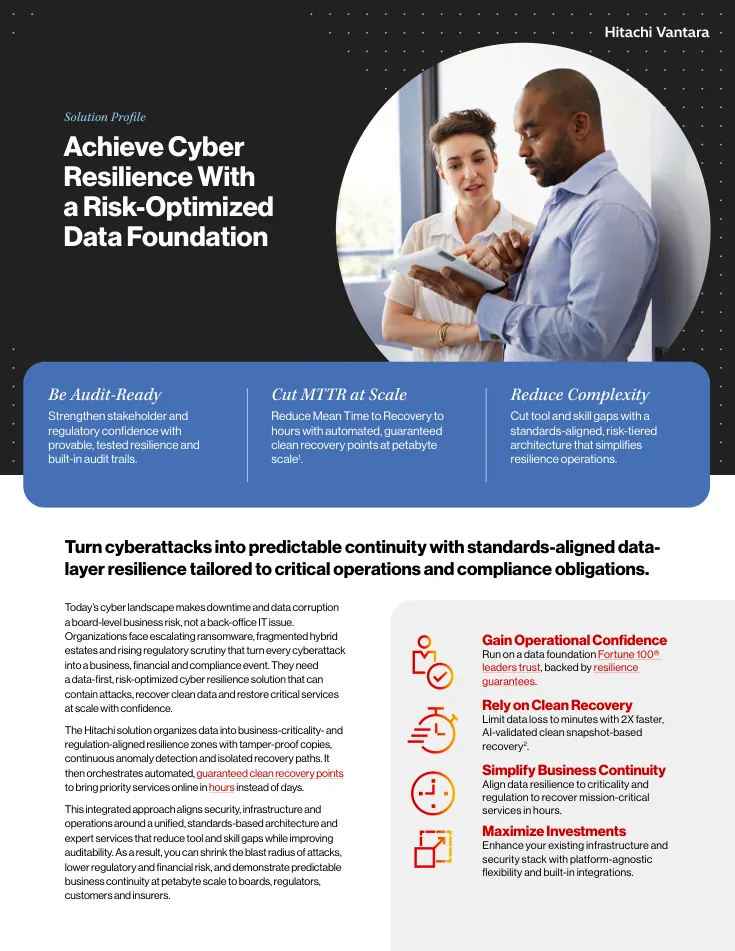 Hitachi Vantara
Solution Profile
Achieve Cyber
Resilience With
a Risk-Optimized
Data Foundation
Be Audit-Ready
Strengthen stakeholder and
regulatory confidence with
provable, tested resilience and
built-in audit trails.
Cut MTTR at Scale
Reduce Mean Time to Recovery to
hours with automated, guaranteed
clean recovery points at petabyte
scale¹.
Reduce Complexity
Cut tool and skill gaps with a
standards-aligned, risk-tiered
architecture that simplifies
resilience operations.
Turn cyberattacks into predictable continuity with standards-aligned data-
layer resilience tailored to critical operations and compliance obligations.
Today's cyber landscape makes downtime and data corruption
a board-level business risk, not a back-office IT issue.
Organizations face escalating ransomware, fragmented hybrid
estates and rising regulatory scrutiny that turn every cyberattack
into a business, financial and compliance event. They need
a data-first, risk-optimized cyber resilience solution that can
contain attacks, recover clean data and restore critical services
at scale with confidence.
The Hitachi solution organizes data into business-criticality- and
regulation-aligned resilience zones with tamper-proof copies,
continuous anomaly detection and isolated recovery paths. It
then orchestrates automated, guaranteed clean recovery points
to bring priority services online in hours instead of days.
This integrated approach aligns security, infrastructure and
operations around a unified, standards-based architecture and
expert services that reduce tool and skill gaps while improving
auditability. As a result, you can shrink the blast radius of attacks,
lower regulatory and financial risk, and demonstrate predictable
business continuity at petabyte scale to boards, regulators,
customers and insurers.
Gain Operational Confidence
Run on a data foundation Fortune 100®
leaders trust, backed by resilience
guarantees.
Rely on Clean Recovery
Limit data loss to minutes with 2X faster,
AI-validated clean snapshot-based
recovery².
Simplify Business Continuity
Align data resilience to criticality and
regulation to recover mission-critical
services in hours.
Maximize Investments
Enhance your existing infrastructure and
security stack with platform-agnostic
flexibility and built-in integrations.